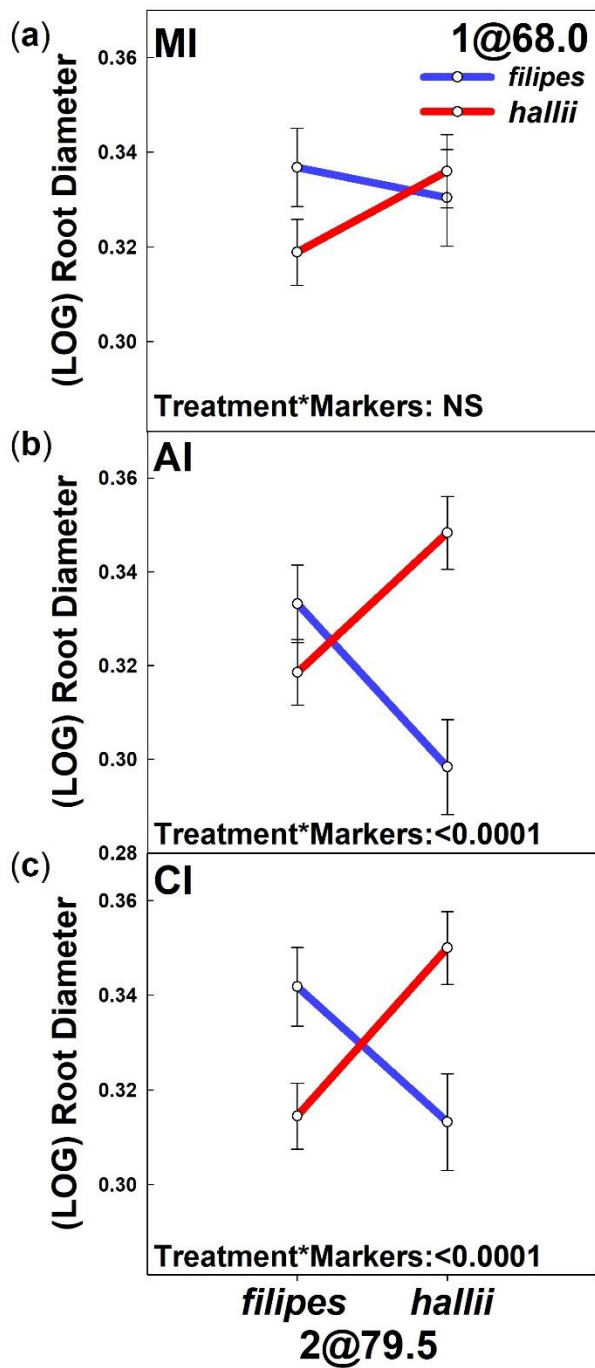 (a)
MI
1@68.0
filipes
hallii
0.36
0.34
0.32
0.30
(LOG) Root Diameter
Treatment*Markers: NS
(b)
AI
0.36
0.34
0.32
0.30
(LOG) Root Diameter
Treatment*Markers:<0.0001
(c)
0.28
CI
0.36
0.34
0.32
0.30
(LOG) Root Diameter
Treatment*Markers:<0.0001
filipes hallii
2@79.5